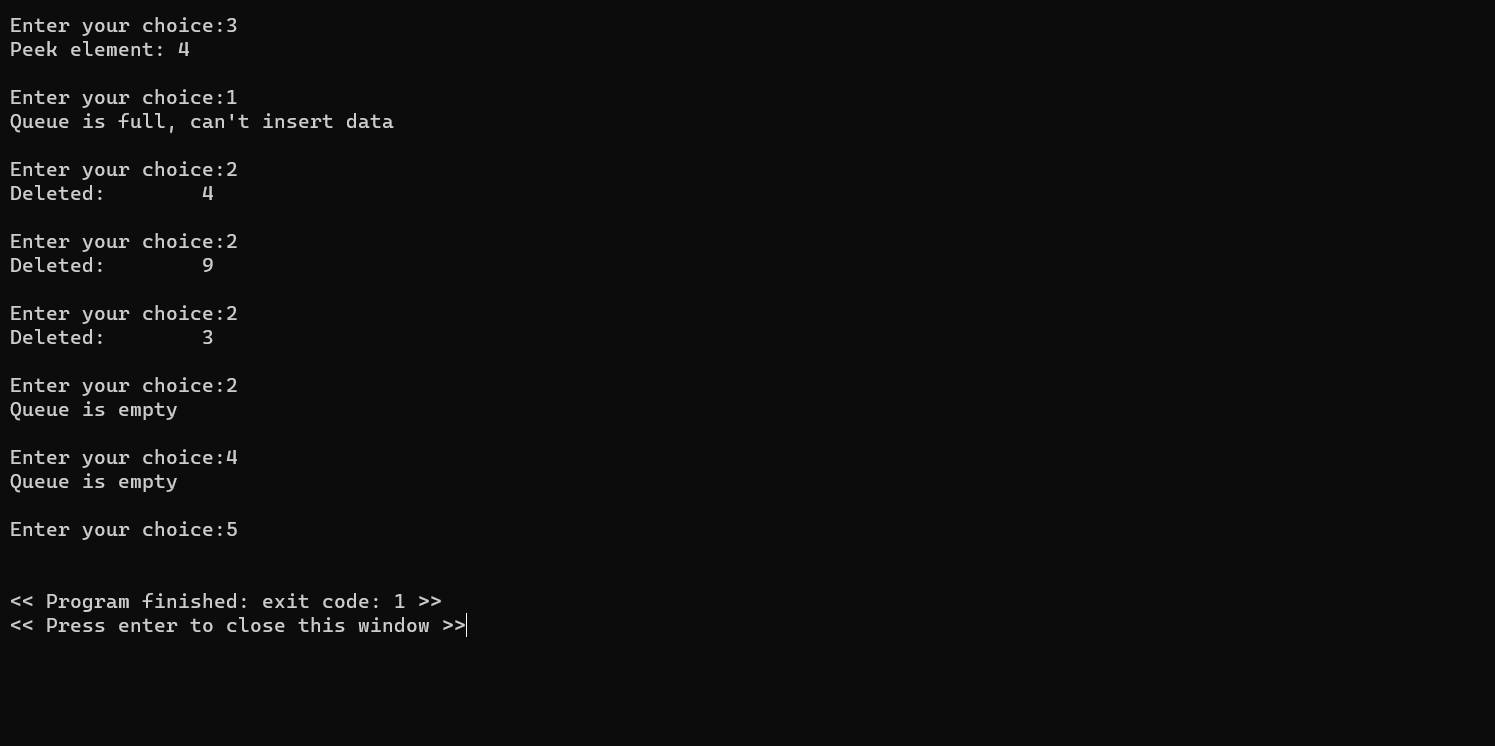 Enter your choice:3
Peek element: 4
Enter your choice:1
Queue is full, can't insert data
Enter your choice:2
Deleted:        4
Enter your choice:2
Deleted:        9
Enter your choice:2
Deleted:        3
Enter your choice:2
Queue is empty
Enter your choice:4
Queue is empty
Enter your choice:5
<< Program finished: exit code: 1 >>
<< Press enter to close this window >>